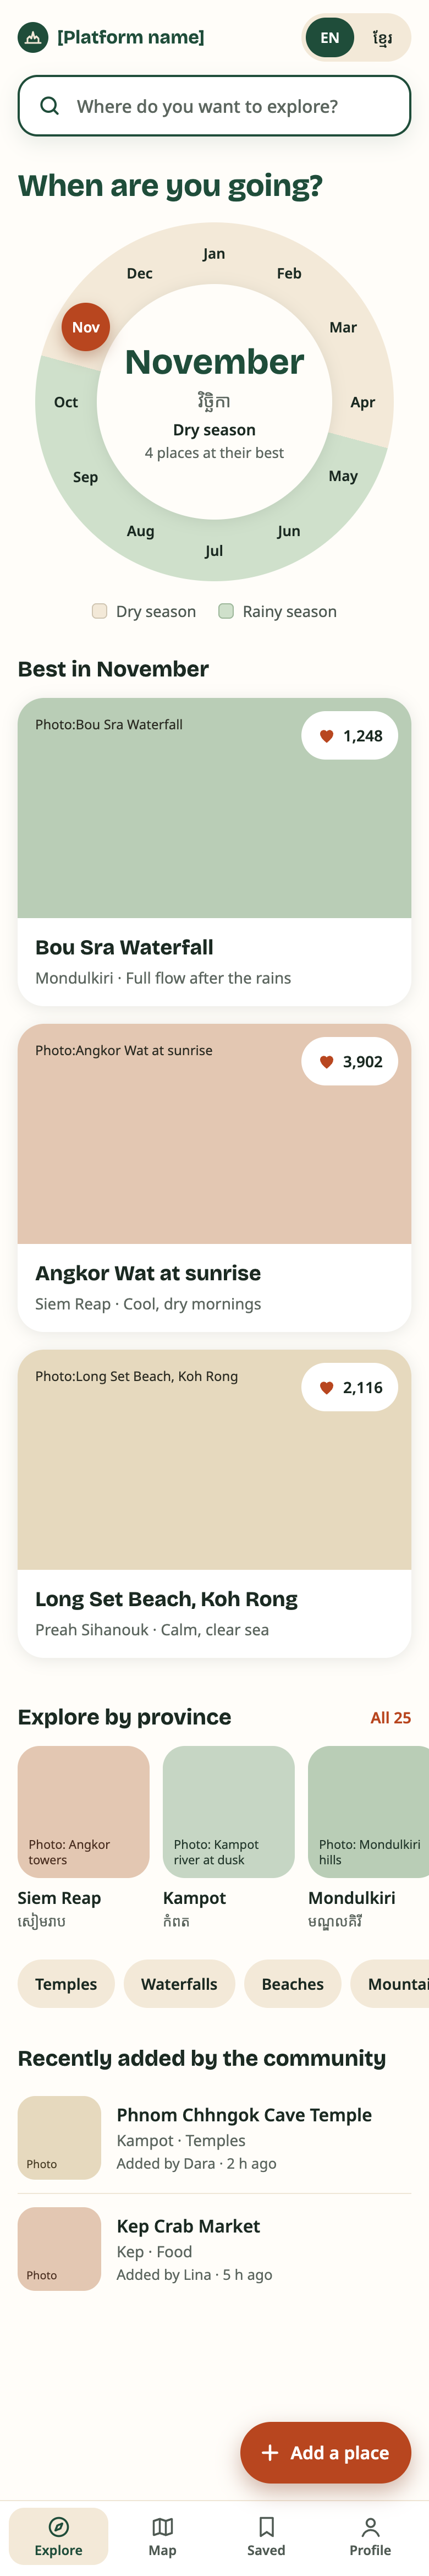 [Platform name]
EN
ខ្មែរ
Where do you want to explore?
When are you going?
Jan
Feb
Mar
Apr
May
Jun
Jul
Aug
Sep
Oct
Nov
Dec
November
វិច្ឆិកា
Dry season
4 places at their best
Dry season
Rainy season
Best in November
Photo:Bou Sra Waterfall
1,248
Bou Sra Waterfall
Mondulkiri · Full flow after the rains
Photo:Angkor Wat at sunrise
3,902
Angkor Wat at sunrise
Siem Reap · Cool, dry mornings
Photo:Long Set Beach, Koh Rong
2,116
Long Set Beach, Koh Rong
Preah Sihanouk · Calm, clear sea
Explore by province
All 25
Photo: Angkor
towers
Siem Reap
សៀមរាប
Photo: Kampot
river at dusk
Kampot
កំពត
Photo: Mondulkiri
hills
Mondulkiri
មណ្ឌលគិរី
Temples
Waterfalls
Beaches
Mountai
Recently added by the community
Photo
Phnom Chhngok Cave Temple
Kampot · Temples
Added by Dara · 2 h ago
Photo
Kep Crab Market
Kep · Food
Added by Lina · 5 h ago
Add a place
Explore
Map
Saved
Profile